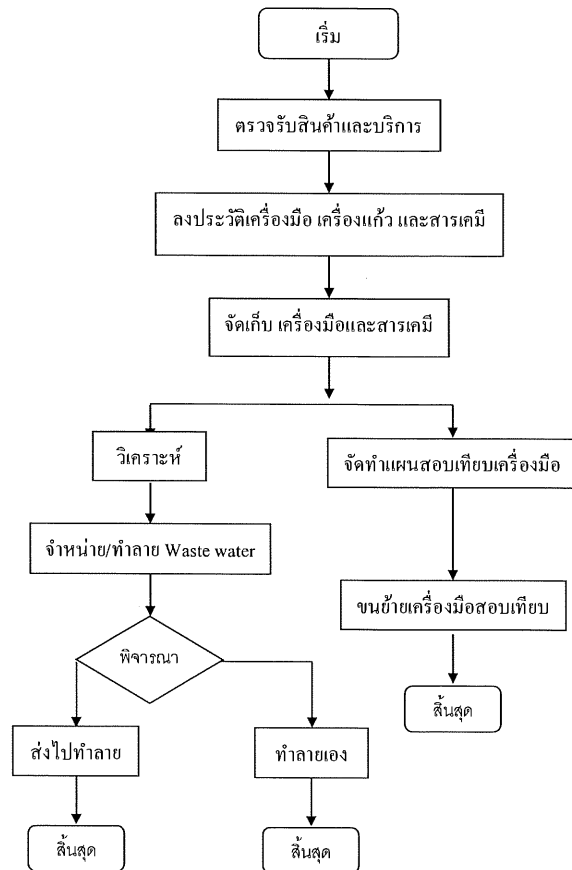 เริ่ม
ตรวจรับสินค้าและบริการ
ลงประวัติเครื่องมือ เครื่องแก้ว และสารเคมี
จัดเก็บ เครื่องมือและสารเคมี
วิเคราะห์
จัดทำแผนสอบเทียบเครื่องมือ
จำหน่าย/ทำลาย Waste water
ขนย้ายเครื่องมือสอบเทียบ
พิจารณา
สิ้นสุด
ส่งไปทำลาย
ทำลายเอง
สิ้นสุด
สิ้นสุด